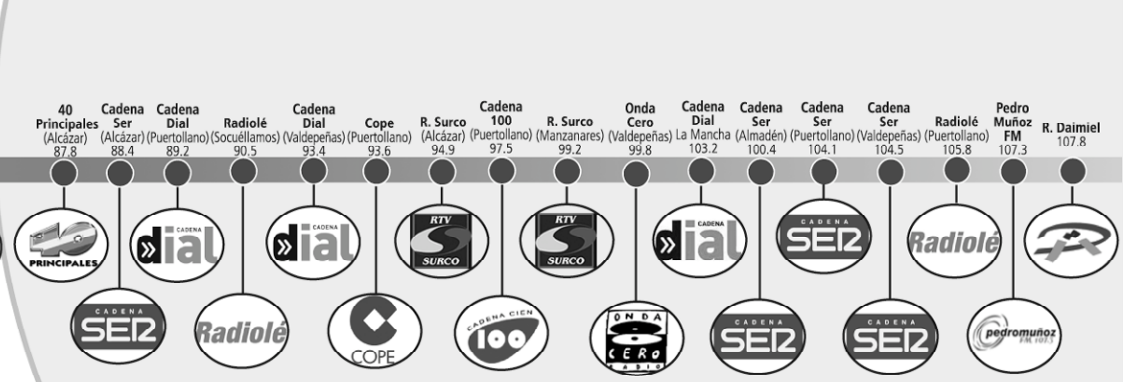 40
Principales
(Alcázar)
87.8
Cadena
Ser
(Alcázar)
88.4
Cadena
Dial
(Puertollano)
89.2
Radiolé
(Socuéllamos)
90.5
Cadena
Dial
(Valdepeñas)
93.4
Cope
(Puertollano)
93.6
R. Surco
(Alcázar)
94.9
Cadena
100
(Puertollano)
97.5
R. Surco
(Manzanares)
99.2
Onda
Cero
(Valdepeñas)
99.8
Cadena
Dial
La Mancha
103.2
Cadena
Ser
(Almadén)
100.4
Cadena
Ser
(Puertollano)
104.1
Cadena
Ser
(Valdepeñas)
104.5
Radiolé
(Puertollano)
105.8
Pedro
Muñoz
FM
107.3
R. Daimiel
107.8
40
PRINCIPALES
CADENA
»dial
CADENA
»dial
RTV
SURCO
RTV
SURCO
CADENA
»dial
CADENA
SER
Radiolé
CADENA
SER
Radiolé
COPE
CADENA CIEN
100
ONDA
CERO
RADIO
CADENA
SER
CADENA
SER
pedromuñoz
FM 107.3